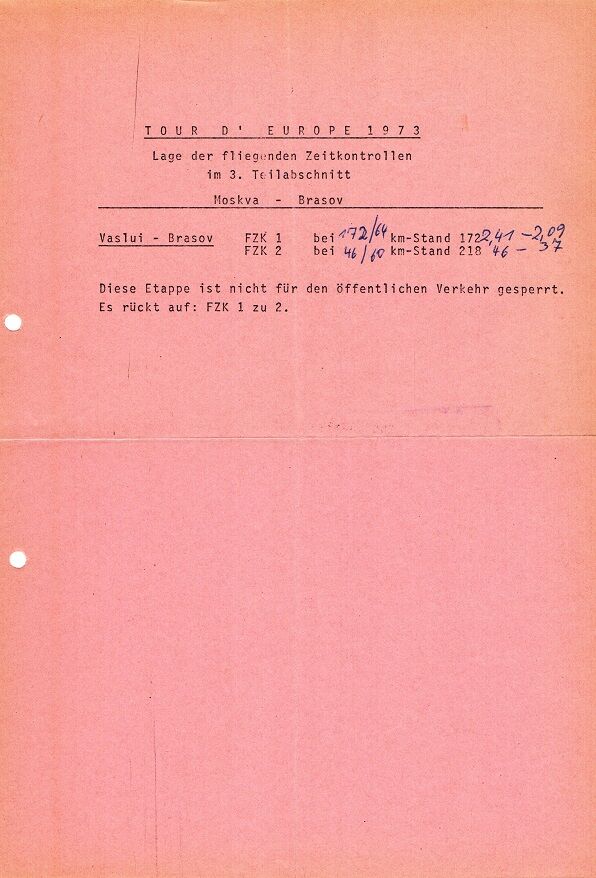 TOUR D' EUROPE 1973
Lage der fliegenden Zeitkontrollen
im 3. Teilabschnitt
Moskva - Brasov
Vaslui - Brasov FZK 1 bei 172/64 km-Stand 172 2,41 - 2,09
FZK 2 bei 46/60 km-Stand 218 46 - 37
Diese Etappe ist nicht für den öffentlichen Verkehr gesperrt.
Es rückt auf: FZK 1 zu 2.